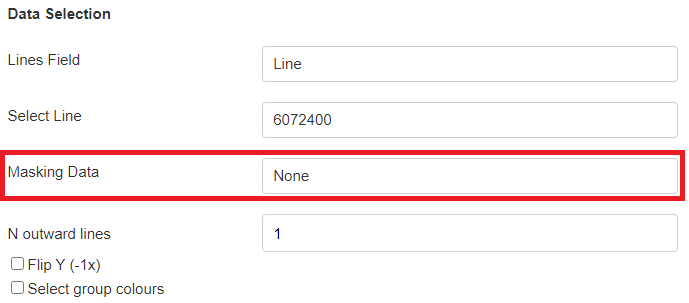 Data Selection
Lines Field Line
Select Line 6072400
Masking Data None
N outward lines 1
Flip Y (-1x)
Select group colours